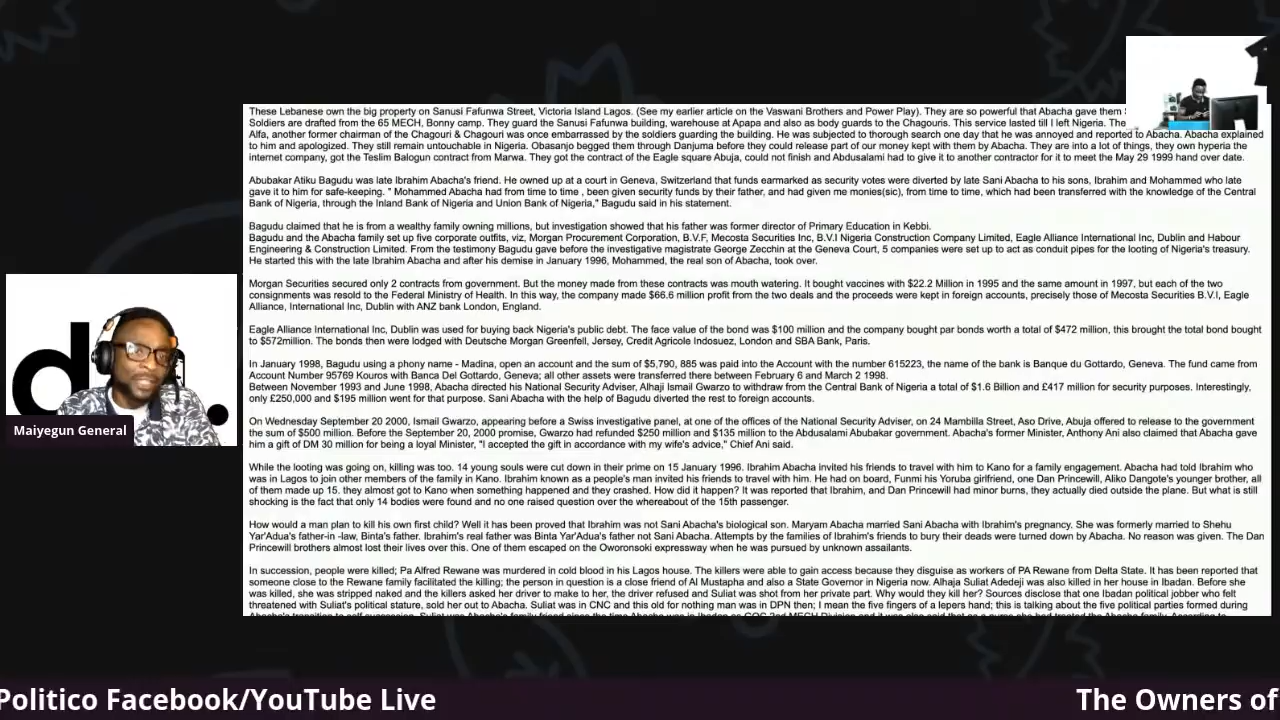 These Lebanese own the big property on Sanusi Fafunwa Street, Victoria Island Lagos. (See my earlier article on the Vaswani Brothers and Power Play). They are so powerful that Abacha gave them
Soldiers are drafted from the 65 MECH, Bonny camp. They guard the Sanusi Fafunwa building, warehouse at Apapa and also as body guards to the Chagouris. This service lasted till I left Nigeria. The
Alfa, another former chairman of the Chagouri & Chagouri was once embarrassed by the soldiers guarding the building. He was subjected to thorough search one day that he was annoyed and reported to Abacha. Abacha explained
to him and apologized. They still remain untouchable in Nigeria. Obasanjo begged them through Danjuma before they could release part of our money kept with them by Abacha. They are into a lot of things, they own hyperia the
internet company, got the Teslim Balogun contract from Marwa. They got the contract of the Eagle square Abuja, could not finish and Abdusalami had to give it to another contractor for it to meet the May 29 1999 hand over date.
Abubakar Atiku Bagudu was late Ibrahim Abacha's friend. He owned up at a court in Geneva, Switzerland that funds earmarked as security votes were diverted by late Sani Abacha to his sons, Ibrahim and Mohammed who late
gave it to him for safe-keeping. " Mohammed Abacha had from time to time , been given security funds by their father, and had given me monies(sic), from time to time, which had been transferred with the knowledge of the Central
Bank of Nigeria, through the Inland Bank of Nigeria and Union Bank of Nigeria," Bagudu said in his statement.
Bagudu claimed that he is from a wealthy family owning millions, but investigation showed that his father was former director of Primary Education in Kebbi.
Bagudu and the Abacha family set up five corporate outfits, viz, Morgan Procurement Corporation, B.V.F, Mecosta Securities Inc, B.V.I Nigeria Construction Company Limited, Eagle Alliance International Inc, Dublin and Habour
Engineering & Construction Limited. From the testimony Bagudu gave before the investigative magistrate George Zecchin at the Geneva Court, 5 companies were set up to act as conduit pipes for the looting of Nigeria's treasury.
He started this with the late Ibrahim Abacha and after his demise in January 1996, Mohammed, the real son of Abacha, took over.
Morgan Securities secured only 2 contracts from government. But the money made from these contracts was mouth watering. It bought vaccines with $22.2 Million in 1995 and the same amount in 1997, but each of the two
consignments was resold to the Federal Ministry of Health. In this way, the company made $66.6 million profit from the two deals and the proceeds were kept in foreign accounts, precisely those of Mecosta Securities B.V.I, Eagle
Alliance, International Inc, Dublin with ANZ bank London, England.
Eagle Alliance International Inc, Dublin was used for buying back Nigeria's public debt. The face value of the bond was $100 million and the company bought par bonds worth a total of $472 million, this brought the total bond bought
to $572million. The bonds then were lodged with Deutsche Morgan Greenfell, Jersey, Credit Agricole Indosuez, London and SBA Bank, Paris.
In January 1998, Bagudu using a phony name - Madina, open an account and the sum of $5,790, 885 was paid into the Account with the number 615223, the name of the bank is Banque du Gottardo, Geneva. The fund came from
Account Number 95769 Kouros with Banca Del Gottardo, Geneva; all other assets were transferred there between February 6 and March 2 1998.
Between November 1993 and June 1998, Abacha directed his National Security Adviser, Alhaji Ismail Gwarzo to withdraw from the Central Bank of Nigeria a total of $1.6 Billion and £417 million for security purposes. Interestingly,
only £250,000 and $195 million went for that purpose. Sani Abacha with the help of Bagudu diverted the rest to foreign accounts.
On Wednesday September 20 2000, Ismail Gwarzo, appearing before a Swiss investigative panel, at one of the offices of the National Security Adviser, on 24 Mambilla Street, Aso Drive, Abuja offered to release to the government
the sum of $500 million. Before the September 20, 2000 promise, Gwarzo had refunded $250 million and $135 million to the Abdusalami Abubakar government. Abacha's former Minister, Anthony Ani also claimed that Abacha gave
him a gift of DM 30 million for being a loyal Minister, "I accepted the gift in accordance with my wife's advice," Chief Ani said.
While the looting was going on, killing was too. 14 young souls were cut down in their prime on 15 January 1996. Ibrahim Abacha invited his friends to travel with him to Kano for a family engagement. Abacha had told Ibrahim who
was in Lagos to join other members of the family in Kano. Ibrahim known as a people's man invited his friends to travel with him. He had on board, Funmi his Yoruba girlfriend, one Dan Princewill, Aliko Dangote's younger brother, all
of them made up 15. they almost got to Kano when something happened and they crashed. How did it happen? It was reported that Ibrahim, and Dan Princewill had minor burns, they actually died outside the plane. But what is still
shocking is the fact that only 14 bodies were found and no one raised question over the whereabout of the 15th passenger.
How would a man plan to kill his own first child? Well it has been proved that Ibrahim was not Sani Abacha's biological son. Maryam Abacha married Sani Abacha with Ibrahim's pregnancy. She was formerly married to Shehu
Yar'Adua's father-in -law, Binta's father. Ibrahim's real father was Binta Yar'Adua's father not Sani Abacha. Attempts by the families of Ibrahim's friends to bury their deads were turned down by Abacha. No reason was given. The Dan
Princewill brothers almost lost their lives over this. One of them escaped on the Oworonsoki expressway when he was pursued by unknown assailants.
In succession, people were killed; Pa Alfred Rewane was murdered in cold blood in his Lagos house. The killers were able to gain access because they disguise as workers of PA Rewane from Delta State. It has been reported that
someone close to the Rewane family facilitated the killing; the person in question is a close friend of Al Mustapha and also a State Governor in Nigeria now. Alhaja Suliat Adedeji was also killed in her house in Ibadan. Before she
was killed, she was stripped naked and the killers asked her driver to make to her, the driver refused and Suliat was shot from her private part. Why would they kill her? Sources disclose that one Ibadan political jobber who felt
threatened with Suliat's political stature, sold her out to Abacha. Suliat was in CNC and this old for nothing man was in DPN then; I mean the five fingers of a lepers hand; this is talking about the five political parties formed during
Maiyegun General
Politico Facebook/YouTube Live
The Owners of